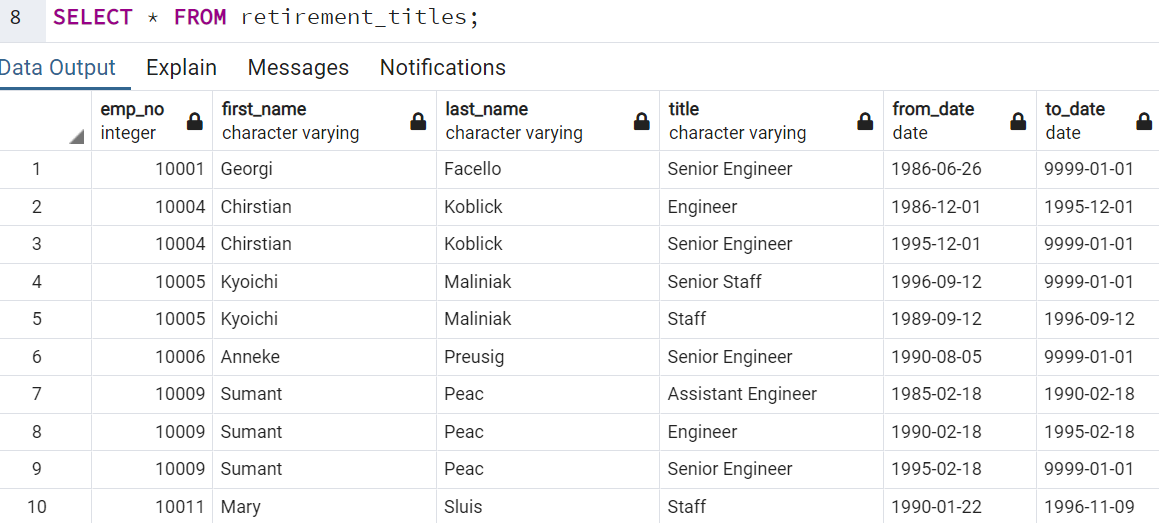 8 SELECT * FROM retirement_titles;
Data Output Explain Messages Notifications
emp_no first_name last_name title from_date to_date
integer character varying character varying character varying date date
1 10001 Georgi Facello Senior Engineer 1986-06-26 9999-01-01
2 10004 Chirstian Koblick Engineer 1986-12-01 1995-12-01
3 10004 Chirstian Koblick Senior Engineer 1995-12-01 9999-01-01
4 10005 Kyoichi Maliniak Senior Staff 1996-09-12 9999-01-01
5 10005 Kyoichi Maliniak Staff 1989-09-12 1996-09-12
6 10006 Anneke Preusig Senior Engineer 1990-08-05 9999-01-01
7 10009 Sumant Peac Assistant Engineer 1985-02-18 1990-02-18
8 10009 Sumant Peac Engineer 1990-02-18 1995-02-18
9 10009 Sumant Peac Senior Engineer 1995-02-18 9999-01-01
10 10011 Mary Sluis Staff 1990-01-22 1996-11-09